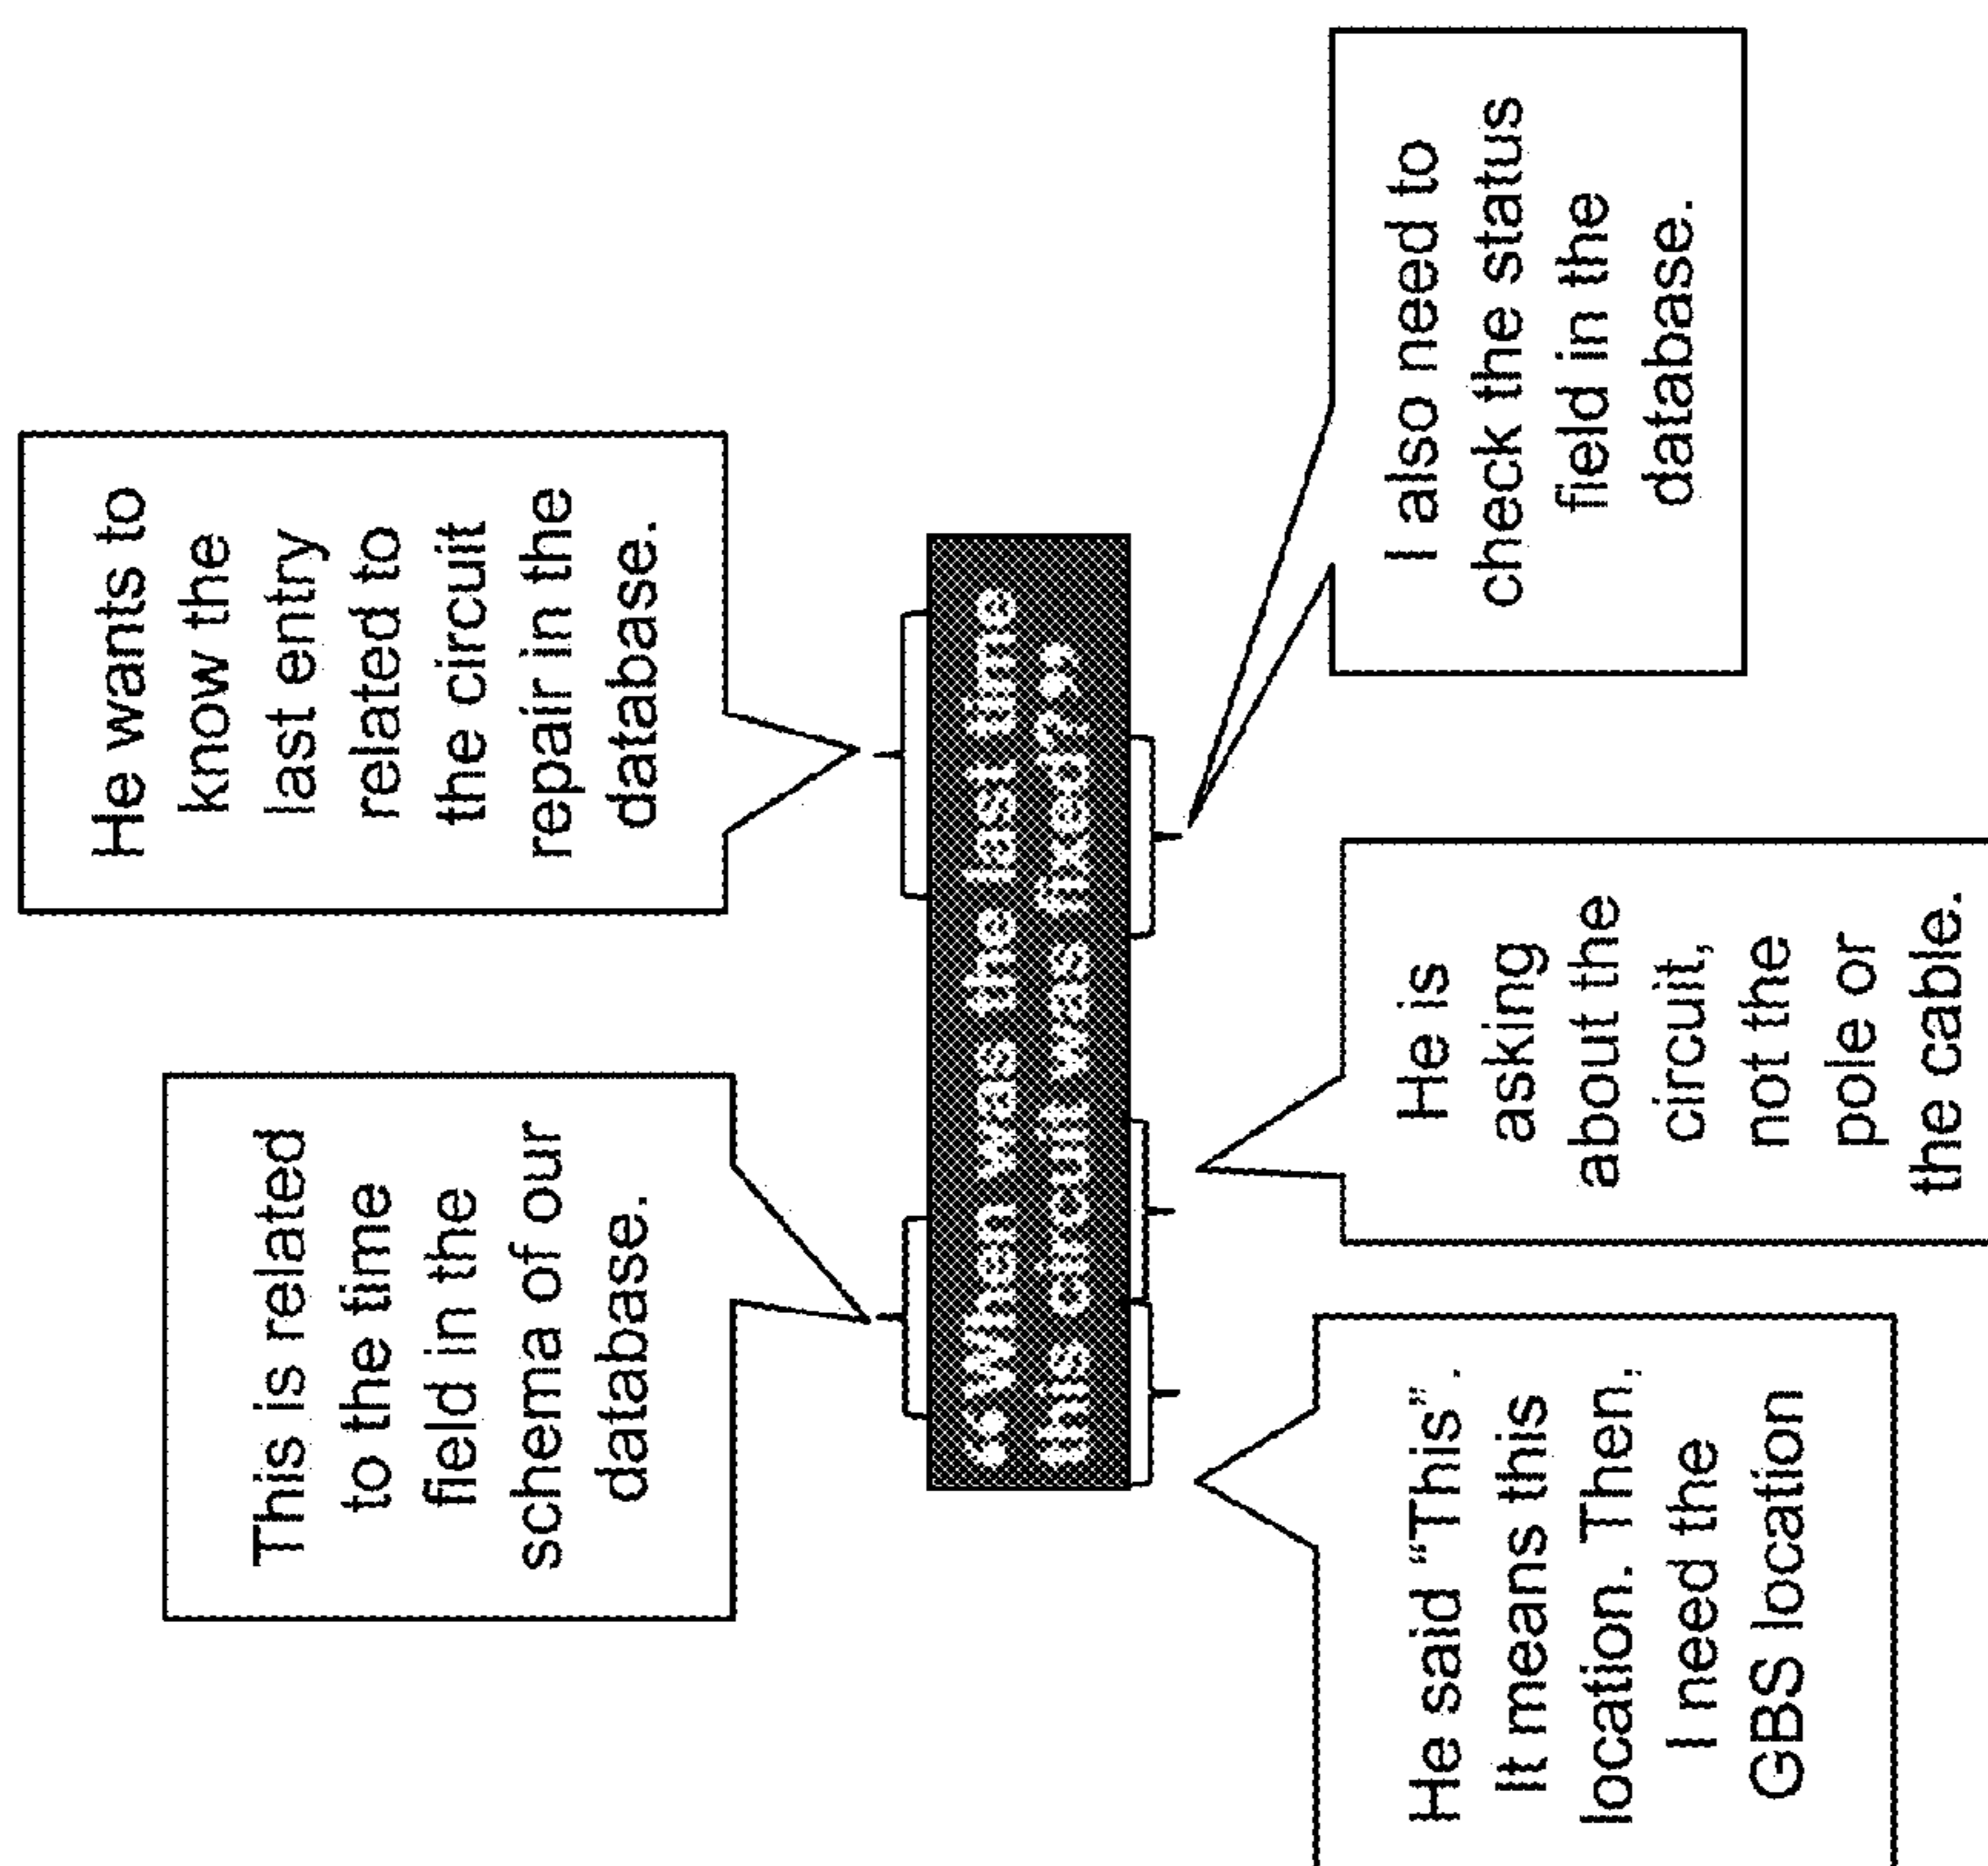 This is related
to the time
field in the
schema of our
database.
He wants to
know the
last entry
related to
the circuit
repair in the
database.
“When was the last time
this circuit was fixed?”
He said “This”.
It means this
location. Then,
I need the
GBS location
He is
asking
about the
circuit,
not the
pole or
the cable.
I also need to
check the status
field in the
database.